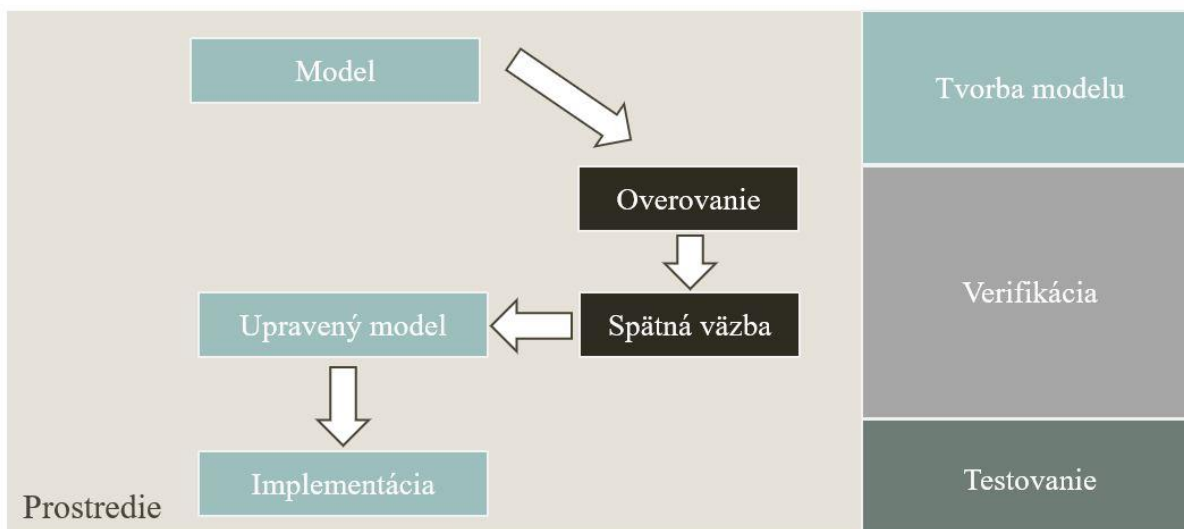 Model
Tvorba modelu
Overovanie
Verifikácia
Upravený model
Spätná väzba
Implementácia
Testovanie
Prostredie